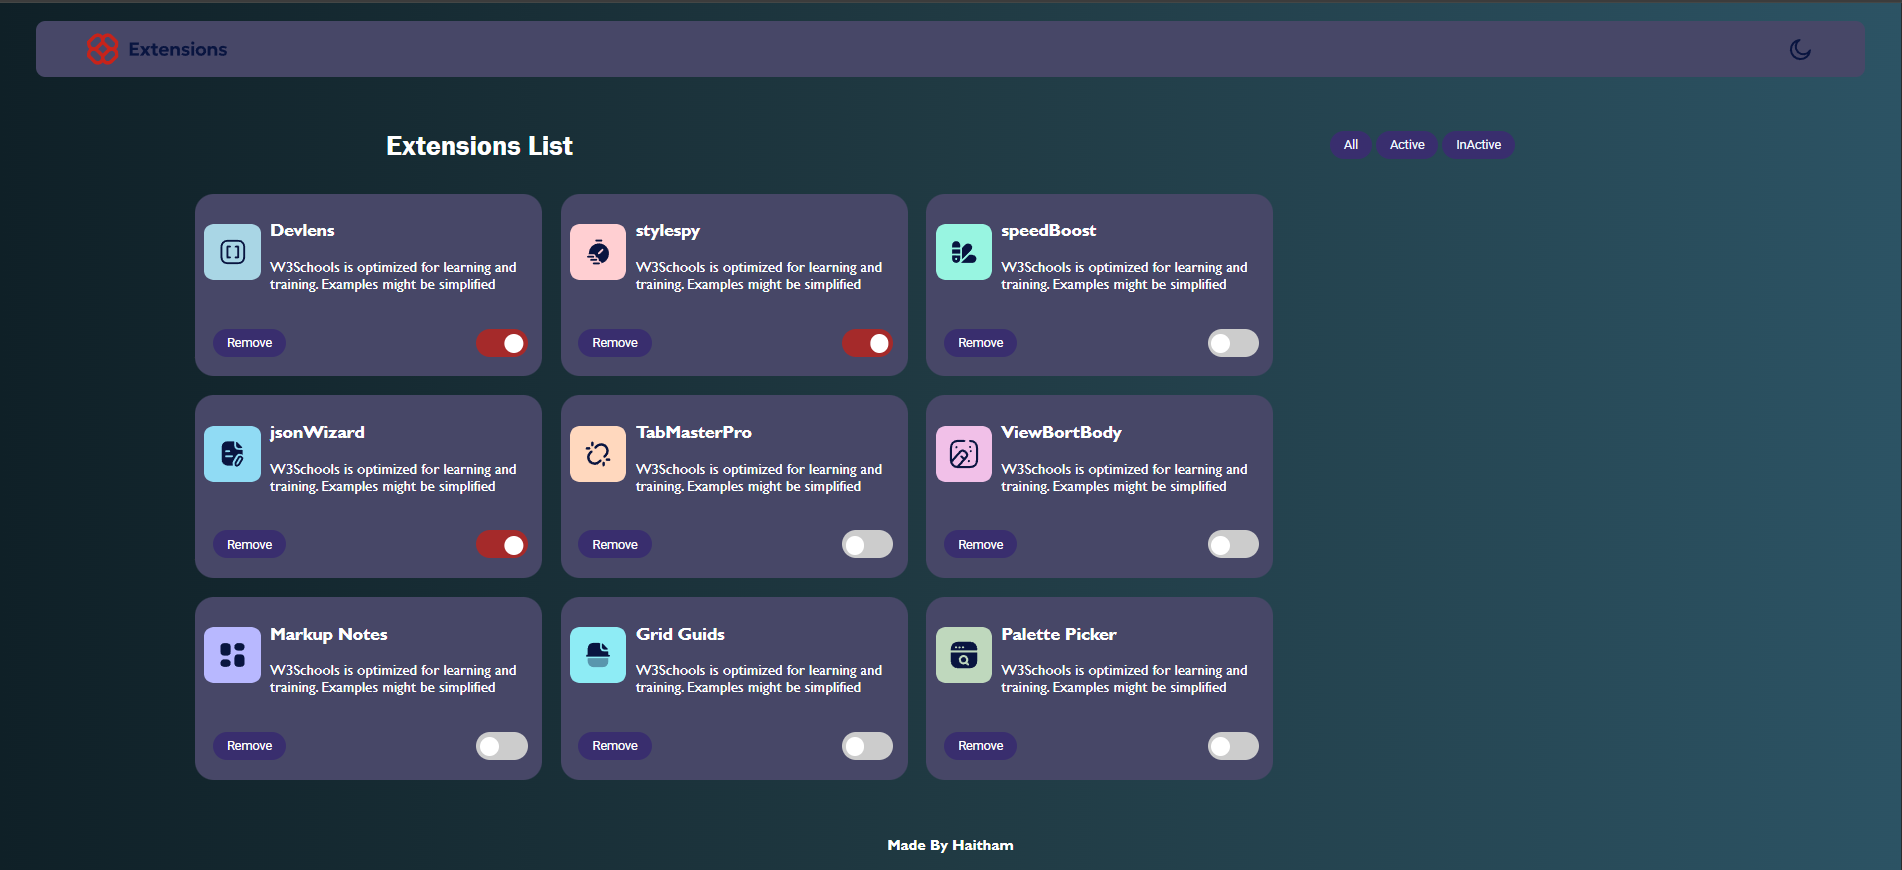 Extensions
Extensions List
All
Active
InActive
Devlens
W3Schools is optimized for learning and
training. Examples might be simplified
Remove
stylespy
W3Schools is optimized for learning and
training. Examples might be simplified
Remove
speedBoost
W3Schools is optimized for learning and
training. Examples might be simplified
Remove
jsonWizard
W3Schools is optimized for learning and
training. Examples might be simplified
Remove
TabMasterPro
W3Schools is optimized for learning and
training. Examples might be simplified
Remove
ViewBortBody
W3Schools is optimized for learning and
training. Examples might be simplified
Remove
Markup Notes
W3Schools is optimized for learning and
training. Examples might be simplified
Remove
Grid Guids
W3Schools is optimized for learning and
training. Examples might be simplified
Remove
Palette Picker
W3Schools is optimized for learning and
training. Examples might be simplified
Remove
Made By Haitham